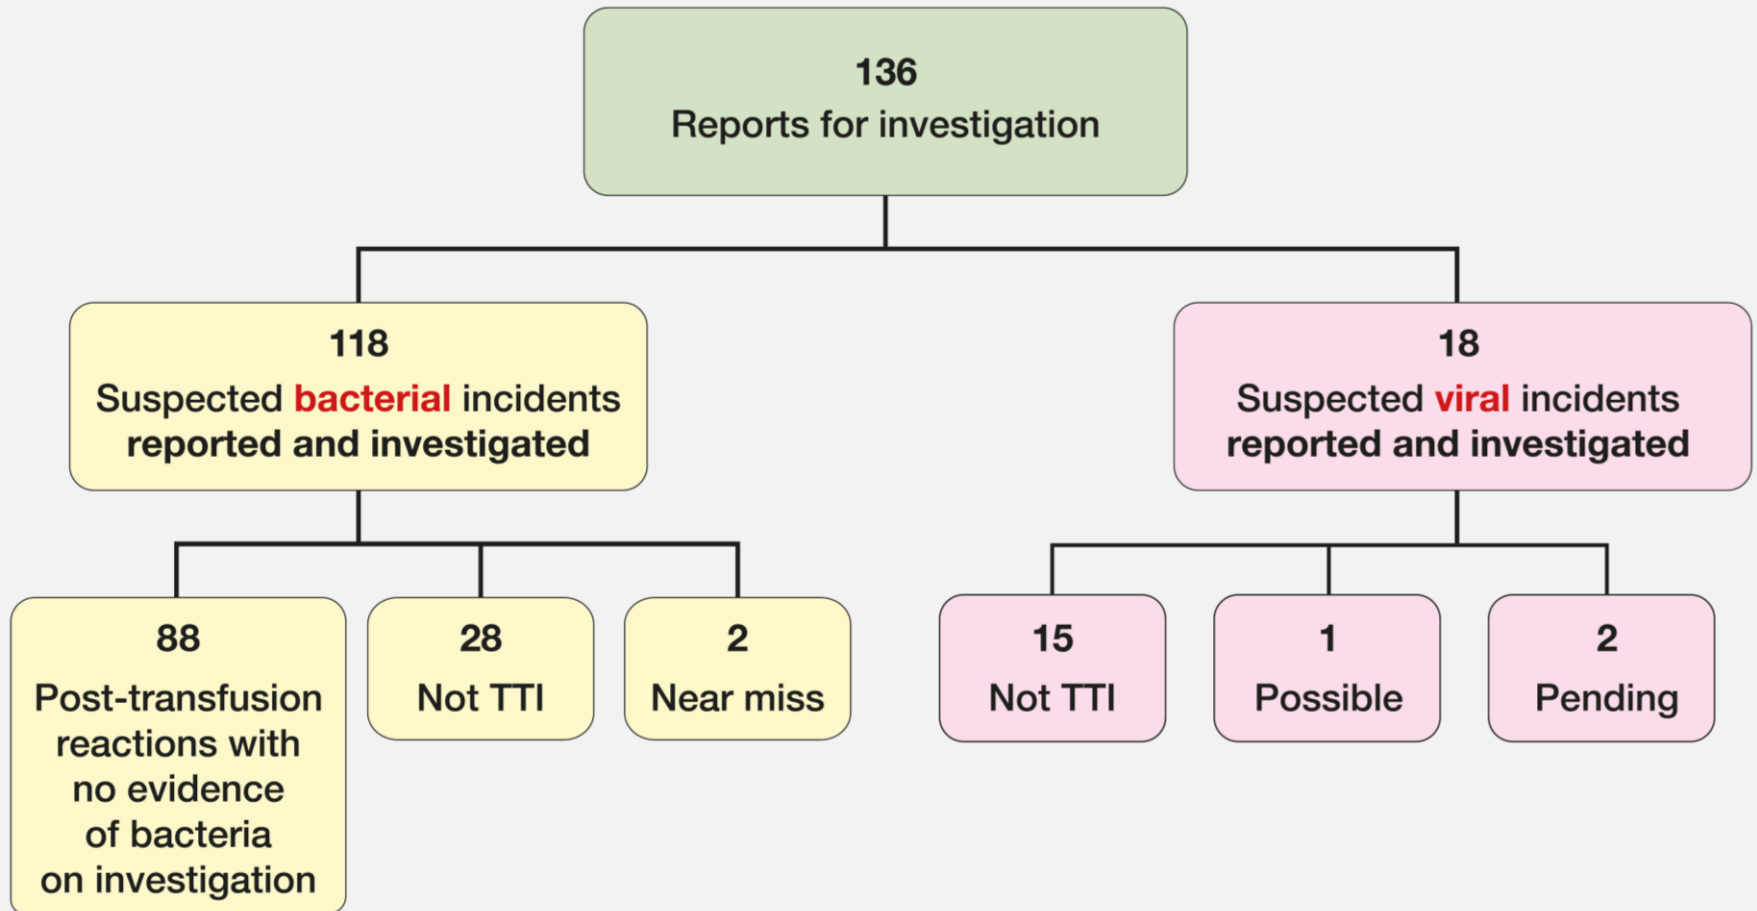 136
Reports for investigation
118
Suspected bacterial incidents
reported and investigated
18
Suspected viral incidents
reported and investigated
88
Post-transfusion
reactions with
no evidence
of bacteria
on investigation
28
Not TTI
2
Near miss
15
Not TTI
1
Possible
2
Pending